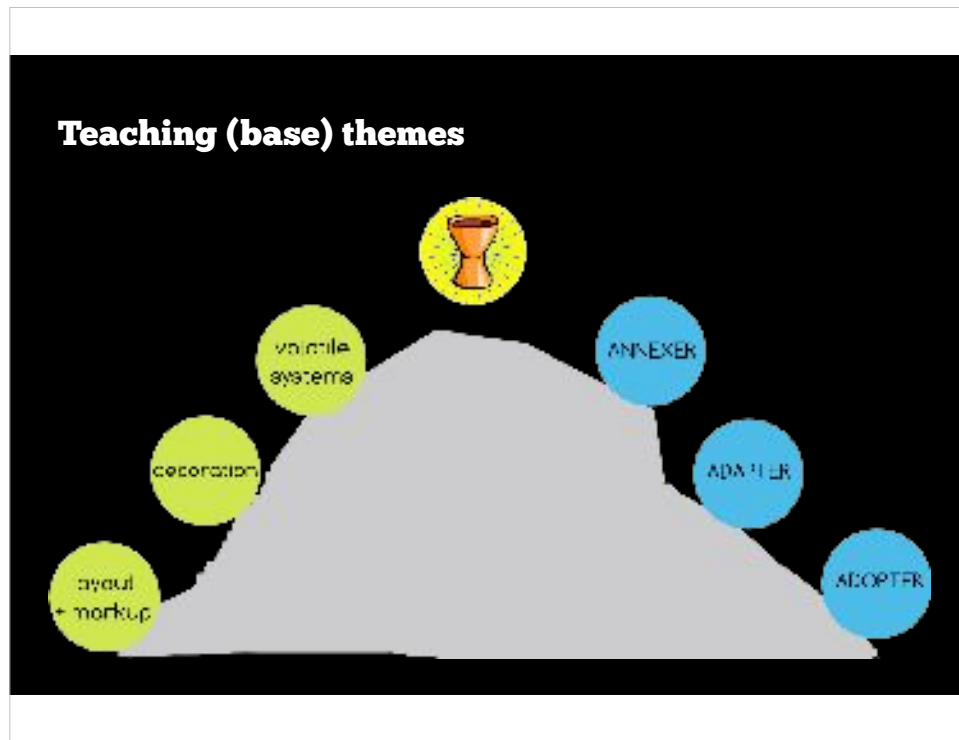 Teaching (base) themes
volatile
systems
ANNEXER
decoration
ADAPTER
layout
+ markup
ADOPTER